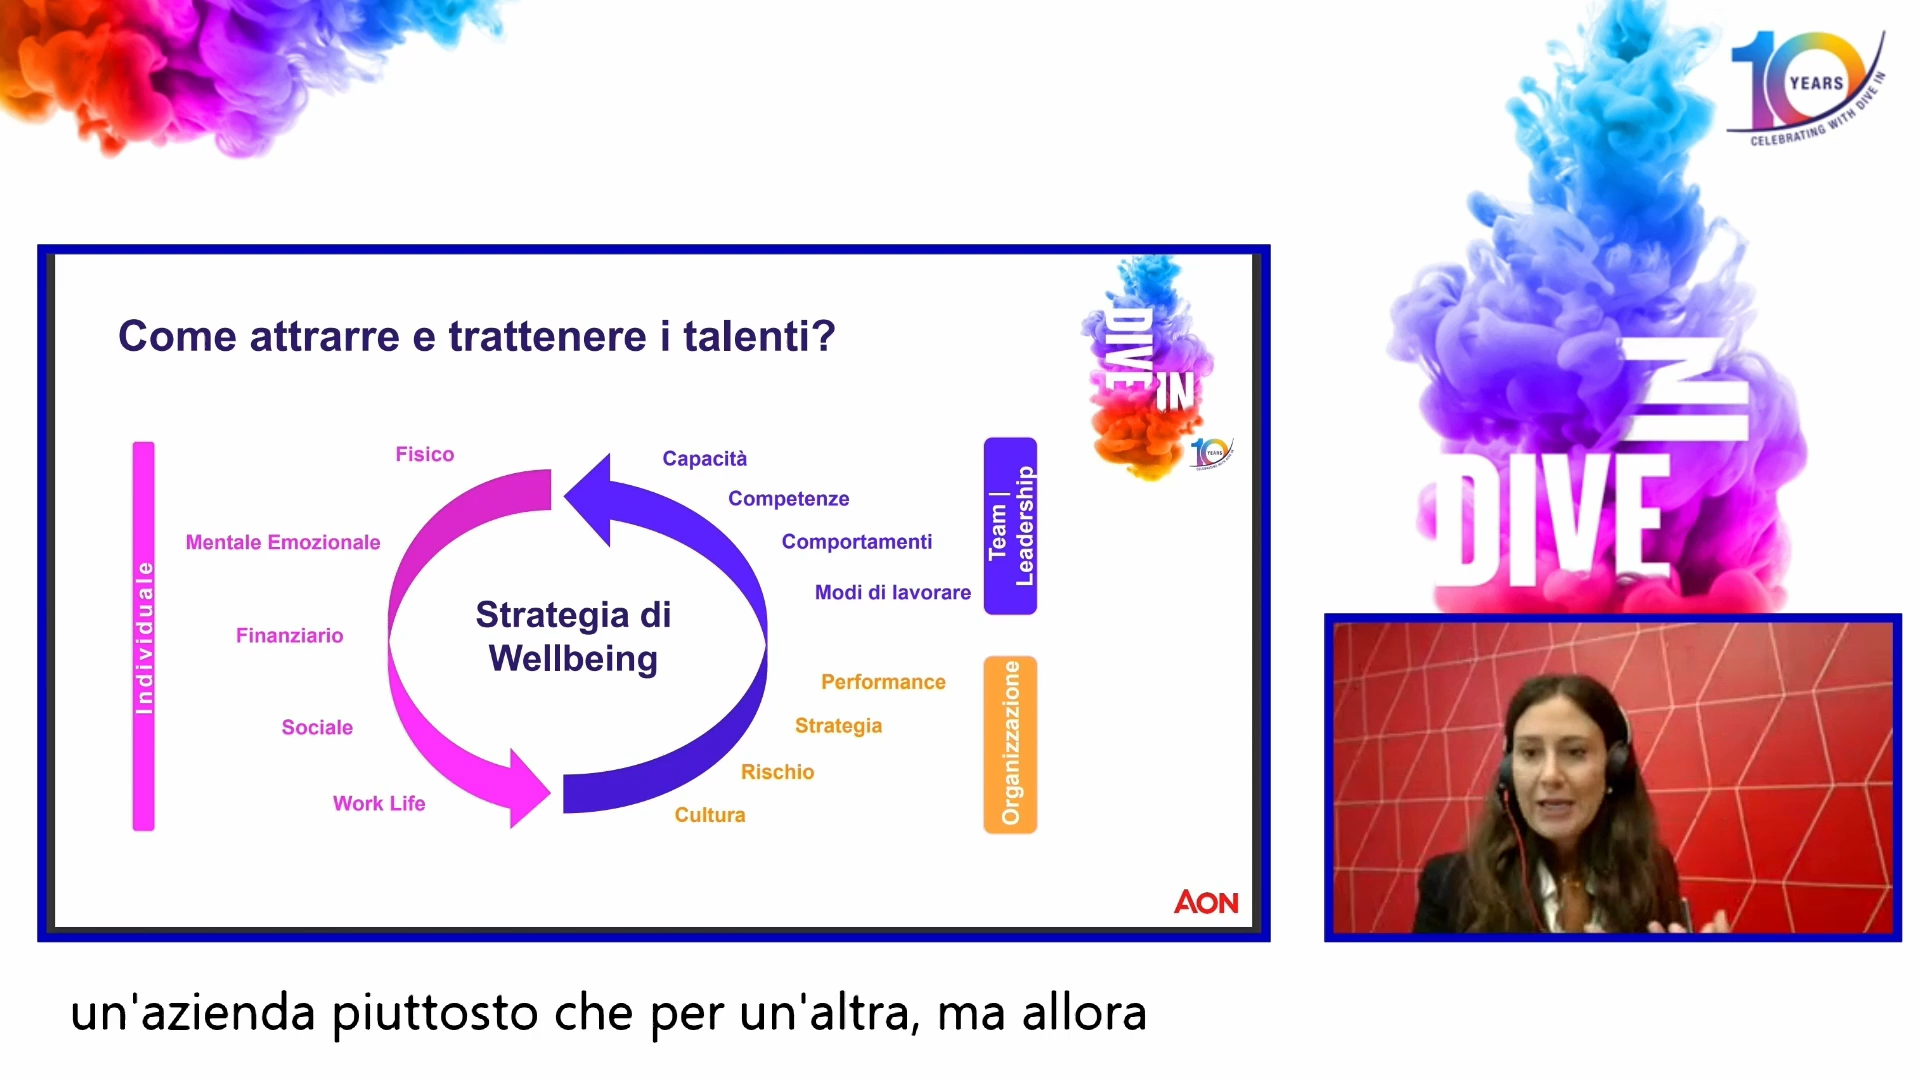 10 YEARS
CELEBRATING WITH DIVE IN
DIVE IN
Come attrarre e trattenere i talenti?
DIVE IN
10 YEARS
Individuale
Fisico
Mentale Emozionale
Finanziario
Sociale
Work Life
Strategia di
Wellbeing
Capacità
Competenze
Comportamenti
Modi di lavorare
Team |
Leadership
Performance
Strategia
Rischio
Cultura
Organizzazione
AON
un'azienda piuttosto che per un'altra, ma allora